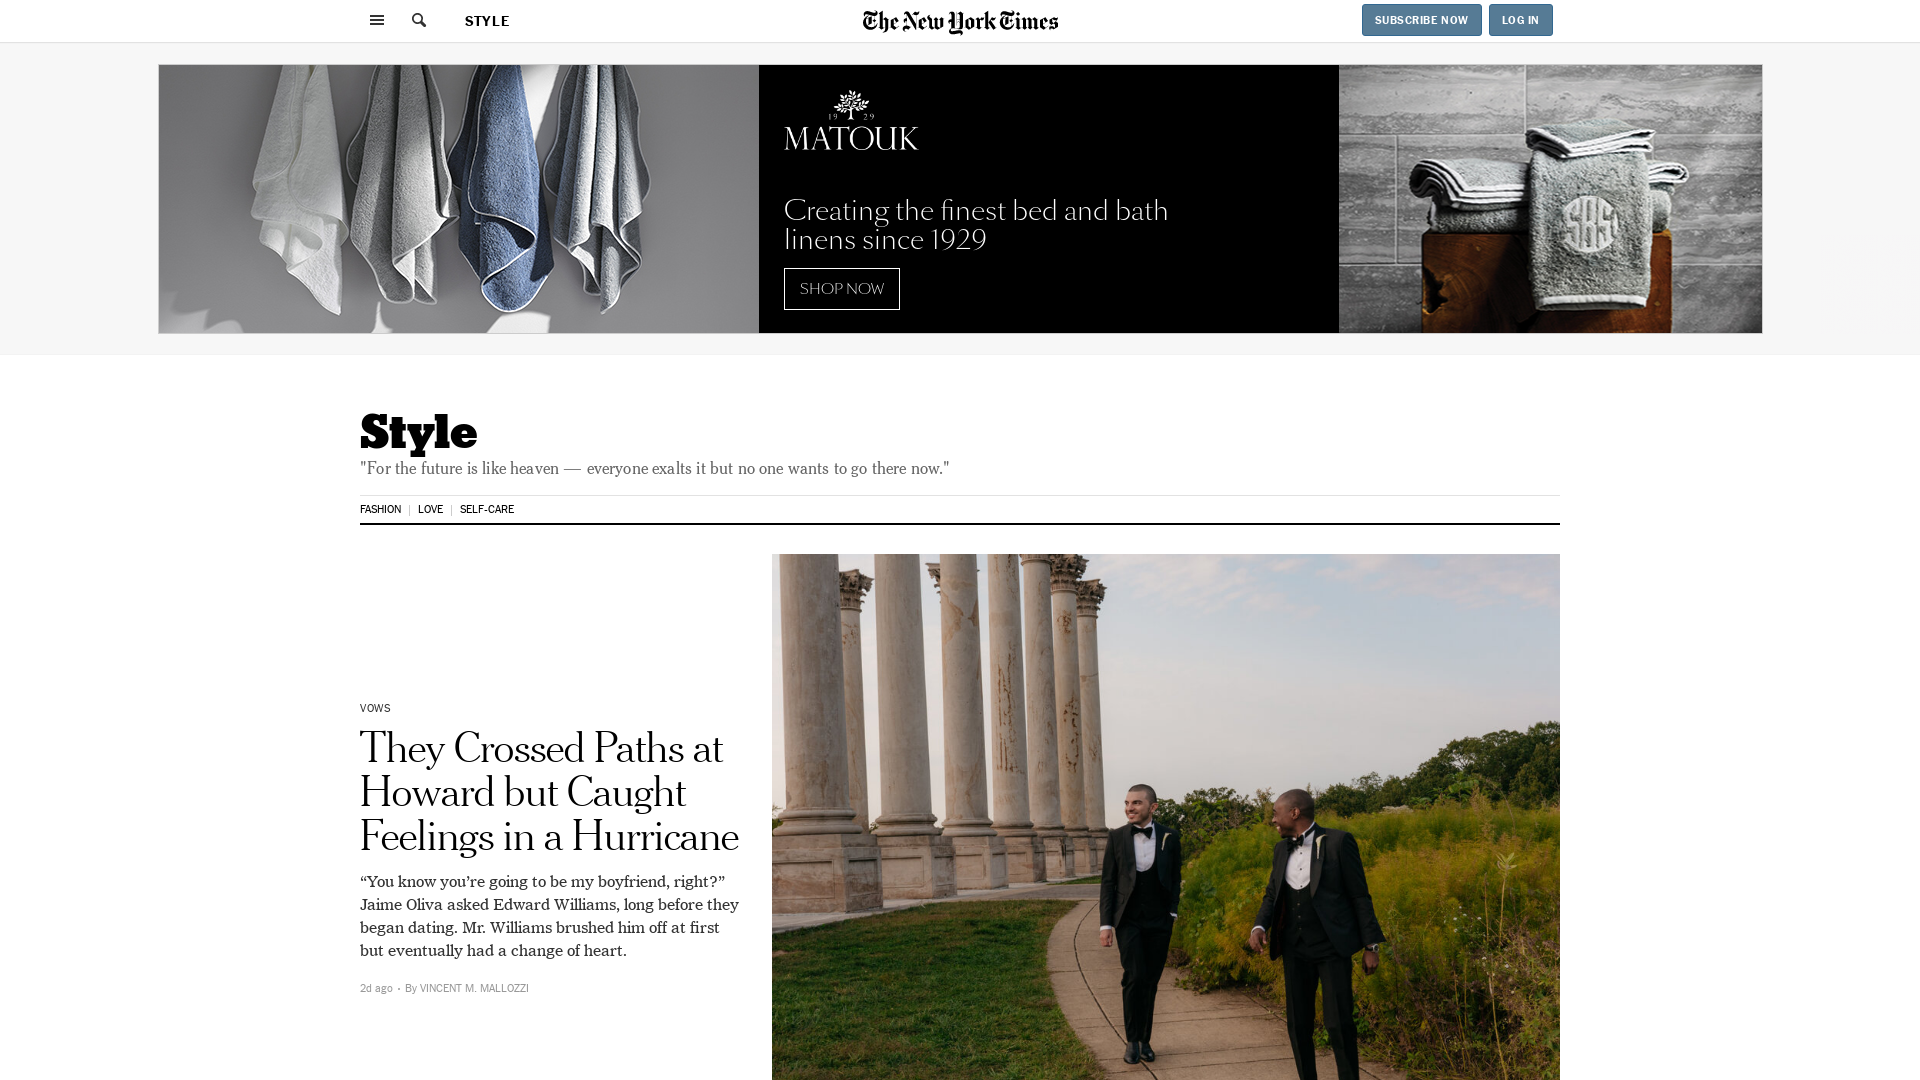 STYLE
The New York Times
SUBSCRIBE NOW
LOG IN
19 29
MATOUK
Creating the finest bed and bath
linens since 1929
SHOP NOW
SBS
Style
"For the future is like heaven — everyone exalts it but no one wants to go there now."
FASHION
LOVE
SELF-CARE
VOWS
They Crossed Paths at
Howard but Caught
Feelings in a Hurricane
“You know you’re going to be my boyfriend, right?”
Jaime Oliva asked Edward Williams, long before they
began dating. Mr. Williams brushed him off at first
but eventually had a change of heart.
2d ago • By VINCENT M. MALLOZZI